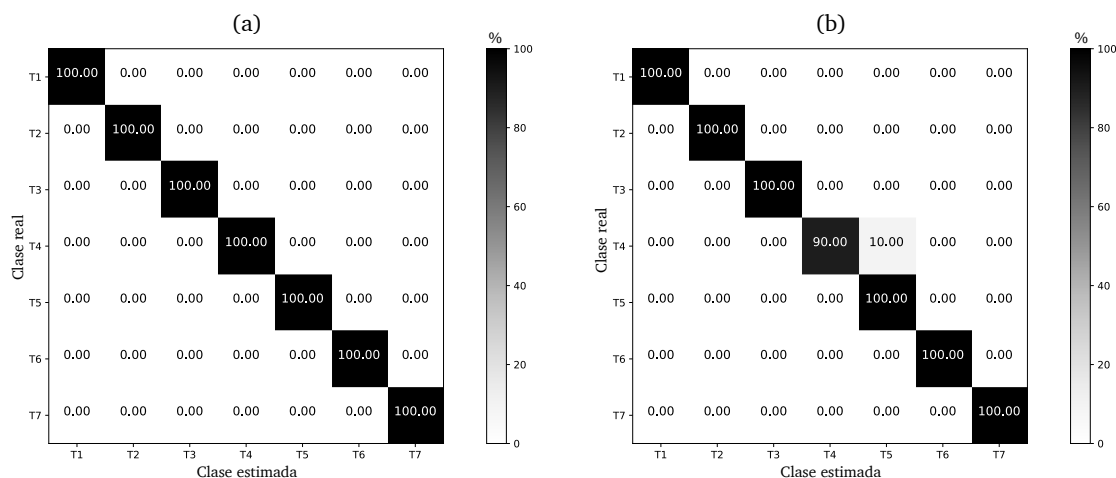 (a)
%
T1 100.00 0.00 0.00 0.00 0.00 0.00 0.00
T2 0.00 100.00 0.00 0.00 0.00 0.00 0.00
T3 0.00 0.00 100.00 0.00 0.00 0.00 0.00
T4 0.00 0.00 0.00 100.00 0.00 0.00 0.00
T5 0.00 0.00 0.00 0.00 100.00 0.00 0.00
T6 0.00 0.00 0.00 0.00 0.00 100.00 0.00
T7 0.00 0.00 0.00 0.00 0.00 0.00 100.00
T1 T2 T3 T4 T5 T6 T7
Clase real
Clase estimada
100
80
60
40
20
0
(b)
%
T1 100.00 0.00 0.00 0.00 0.00 0.00 0.00
T2 0.00 100.00 0.00 0.00 0.00 0.00 0.00
T3 0.00 0.00 100.00 0.00 0.00 0.00 0.00
T4 0.00 0.00 0.00 90.00 10.00 0.00 0.00
T5 0.00 0.00 0.00 0.00 100.00 0.00 0.00
T6 0.00 0.00 0.00 0.00 0.00 100.00 0.00
T7 0.00 0.00 0.00 0.00 0.00 0.00 100.00
T1 T2 T3 T4 T5 T6 T7
Clase real
Clase estimada
100
80
60
40
20
0